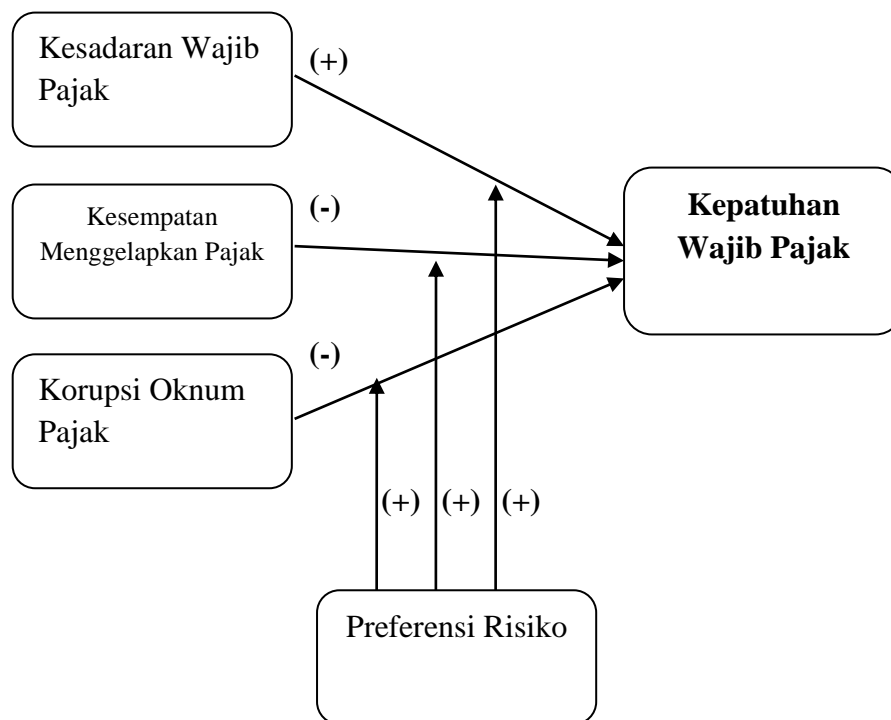 Kesadaran Wajib
Pajak
(+)
Kesempatan
Menggelapkan Pajak
(-)
Korupsi Oknum
Pajak
(-)
Kepatuhan
Wajib Pajak
(+)
(+)
(+)
Preferensi Risiko